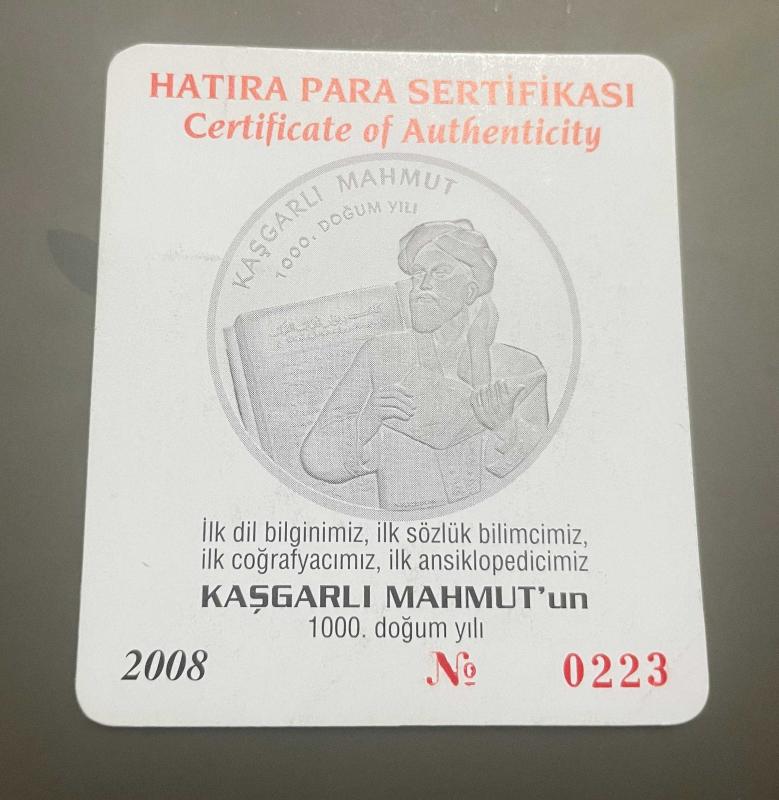 HATIRA PARA SERTİFİKASI
Certificate of Authenticity
KAŞGARLI MAHMUT
1000. DOĞUM YILI
İlk dil bilginimiz, ilk sözlük bilimcimiz,
ilk coğrafyacımız, ilk ansiklopedicimiz
KAŞGARLI MAHMUT'un
1000. doğum yılı
2008 № 0223